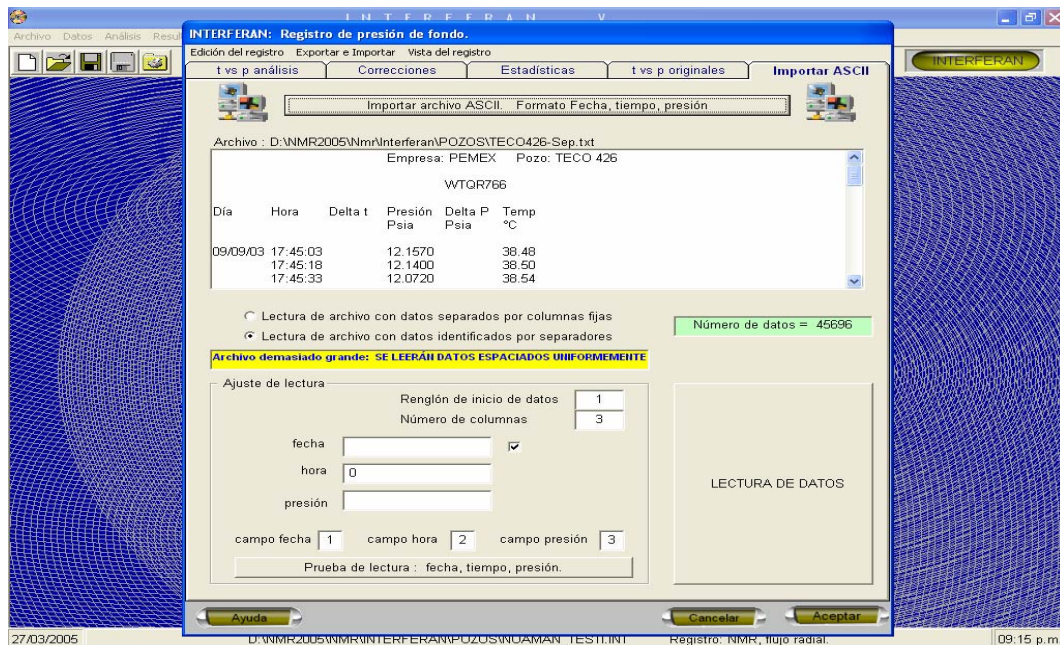 I N T E R F E R A N V
Archivo Datos Análisis
INTERFERAN: Registro de presión de fondo.
Edición del registro Exportar e Importar Vista del registro
INTERFERAN
t vs p análisis Correcciones Estadísticas t vs p originales Importar ASCII
Importar archivo ASCII. Formato Fecha, tiempo, presión
Archivo : D:\NMR2005\Nmr\Interferan\POZOS\TECO426-Sep.txt
Empresa: PEMEX Pozo: TECO 426
WTQR766
Día Hora Delta t Presión Delta P Temp
Psia Psia °C
09/09/03 17:45:03 12.1570 38.48
17:45:18 12.1400 38.50
17:45:33 12.0720 38.54
Lectura de archivo con datos separados por columnas fijas
Número de datos = 45696
Lectura de archivo con datos identificados por separadores
Archivo demasiado grande: SE LEERÁN DATOS ESPACIADOS UNIFORMEMENTE
Ajuste de lectura
Renglón de inicio de datos 1
Número de columnas 3
fecha
hora 0
LECTURA DE DATOS
presión
campo fecha 1 campo hora 2 campo presión 3
Prueba de lectura : fecha, tiempo, presión.
Ayuda Cancelar Aceptar
27/03/2005 D:\NMR2005\NMR\INTERFERAN\POZOS\NOAMAN_TEST1.INT Registro: NMR, flujo radial. 09:15 p.m.